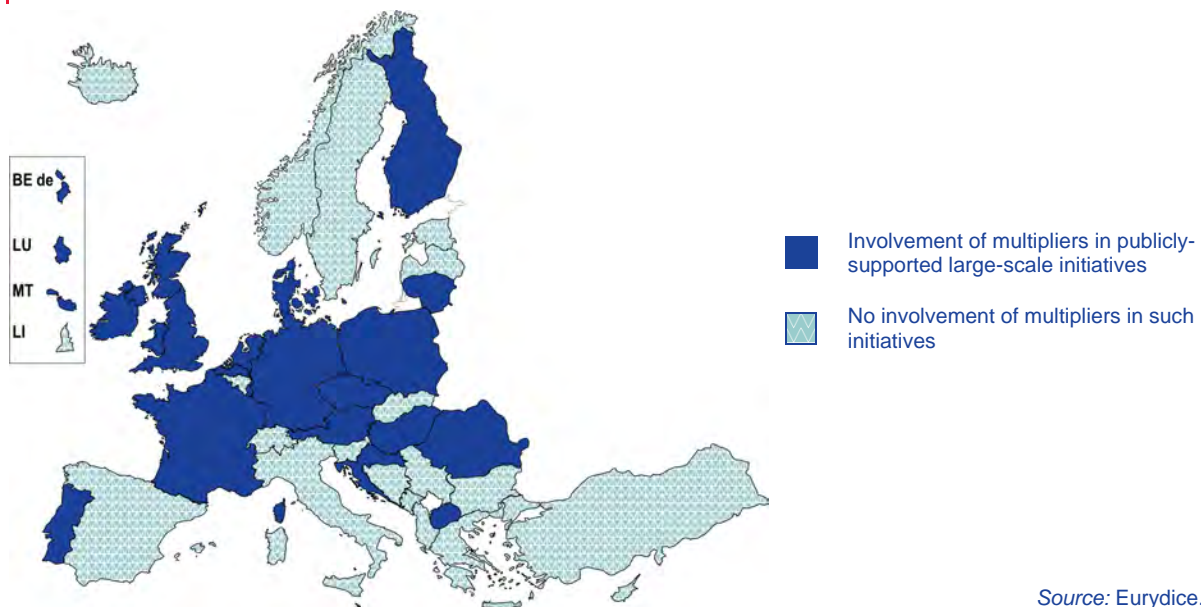 BE de
LU
MT
LI
Involvement of multipliers in publicly-
supported large-scale initiatives
No involvement of multipliers in such
initiatives
Source: Eurydice.